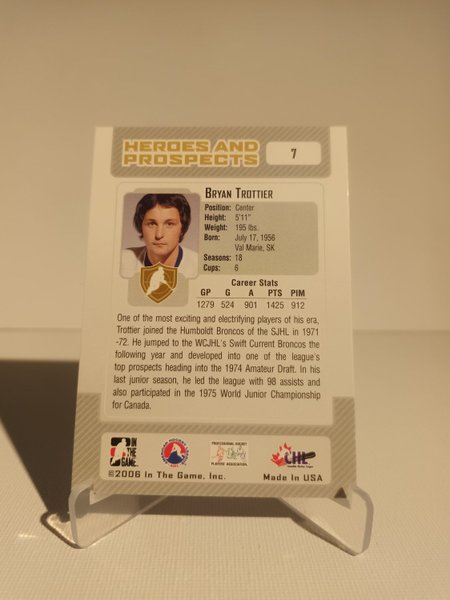 HEROES AND
PROSPECTS
7
BRYAN TROTTIER
Position: Center
Height: 5'11"
Weight: 195 lbs.
Born: July 17, 1956
Val Marie, SK
Seasons: 18
Cups: 6
Career Stats
GP G A PTS PIM
1279 524 901 1425 912
One of the most exciting and electrifying players of his era,
Trottier joined the Humboldt Broncos of the SJHL in 1971
-72. He jumped to the WCJHL's Swift Current Broncos the
following year and developed into one of the league's
top prospects heading into the 1974 Amateur Draft. In his
last junior season, he led the league with 98 assists and
also participated in the 1975 World Junior Championship
for Canada.
IN
THE
GAME
PROFESSIONAL HOCKEY
PLAYERS' ASSOCIATION
CHL
©2006 In The Game, Inc.
Made In USA